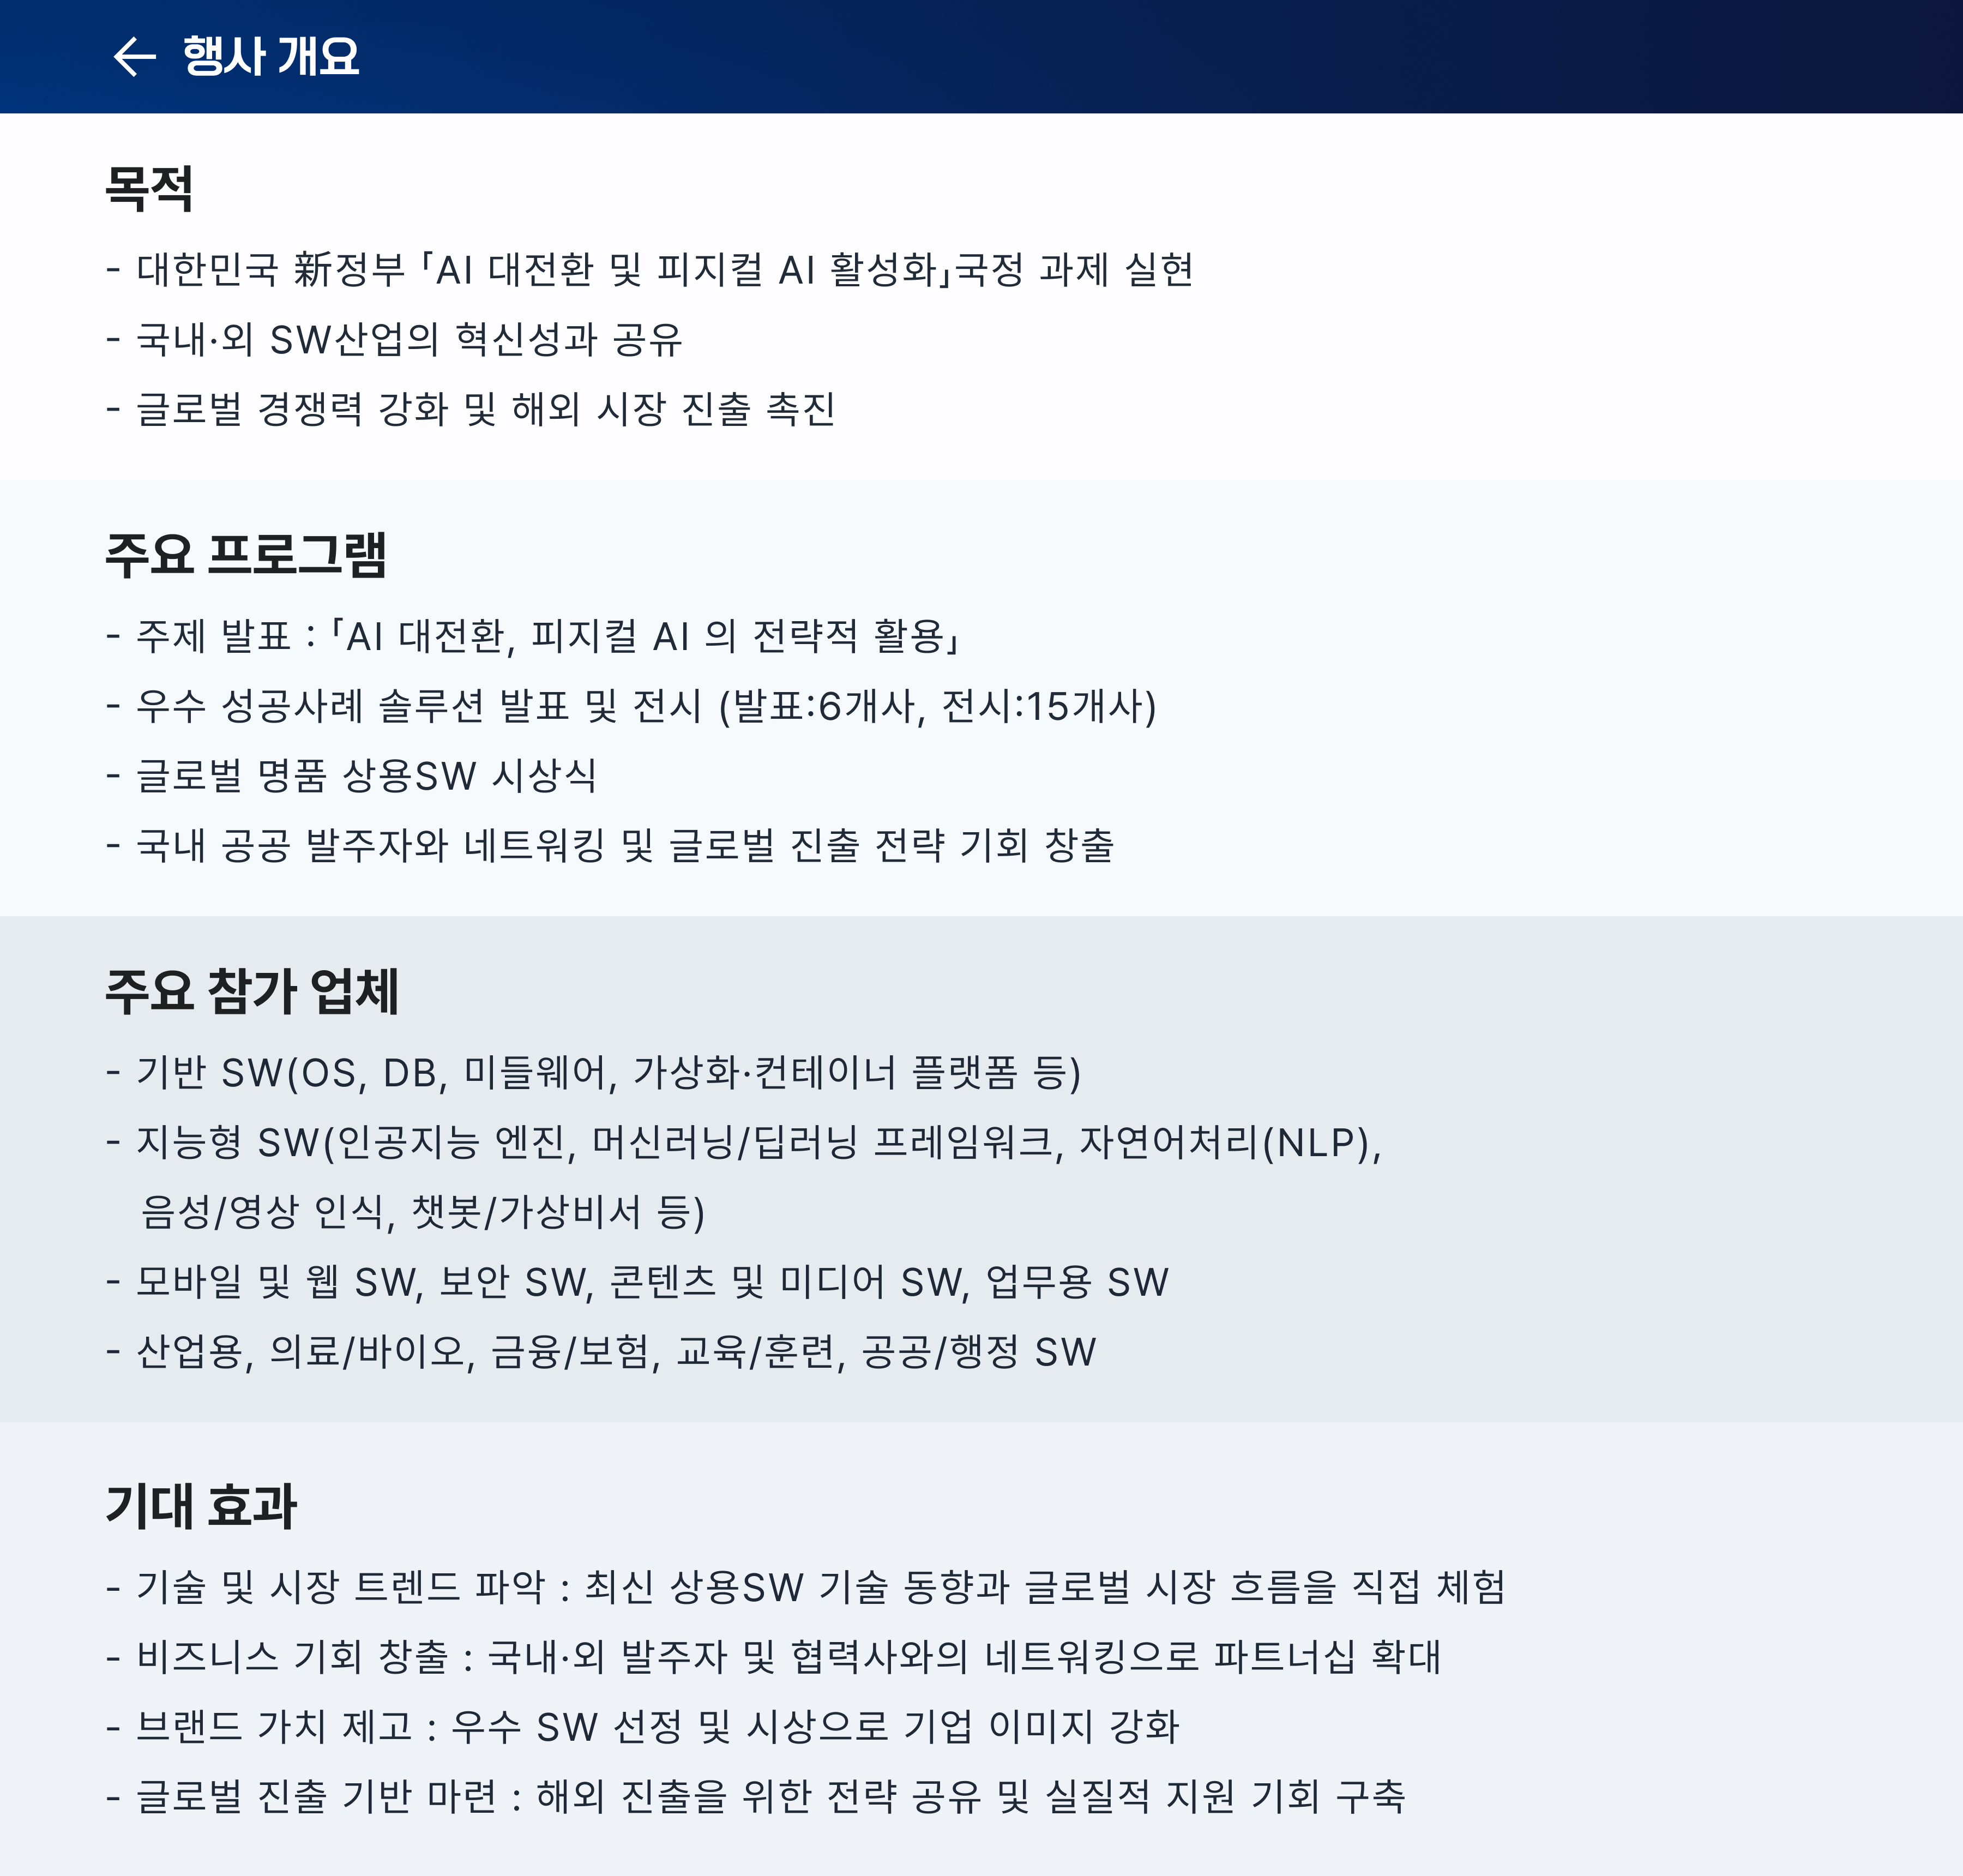 행사 개요
목적
- 대한민국 新정부 「AI 대전환 및 피지컬 AI 활성화」국정 과제 실현
- 국내·외 SW산업의 혁신성과 공유
- 글로벌 경쟁력 강화 및 해외 시장 진출 촉진
주요 프로그램
- 주제 발표 : 「AI 대전환, 피지컬 AI 의 전략적 활용」
- 우수 성공사례 솔루션 발표 및 전시 (발표:6개사, 전시:15개사)
- 글로벌 명품 상용SW 시상식
- 국내 공공 발주자와 네트워킹 및 글로벌 진출 전략 기회 창출
주요 참가 업체
- 기반 SW(OS, DB, 미들웨어, 가상화·컨테이너 플랫폼 등)
- 지능형 SW(인공지능 엔진, 머신러닝/딥러닝 프레임워크, 자연어처리(NLP),
음성/영상 인식, 챗봇/가상비서 등)
- 모바일 및 웹 SW, 보안 SW, 콘텐츠 및 미디어 SW, 업무용 SW
- 산업용, 의료/바이오, 금융/보험, 교육/훈련, 공공/행정 SW
기대 효과
- 기술 및 시장 트렌드 파악 : 최신 상용SW 기술 동향과 글로벌 시장 흐름을 직접 체험
- 비즈니스 기회 창출 : 국내·외 발주자 및 협력사와의 네트워킹으로 파트너십 확대
- 브랜드 가치 제고 : 우수 SW 선정 및 시상으로 기업 이미지 강화
- 글로벌 진출 기반 마련 : 해외 진출을 위한 전략 공유 및 실질적 지원 기회 구축